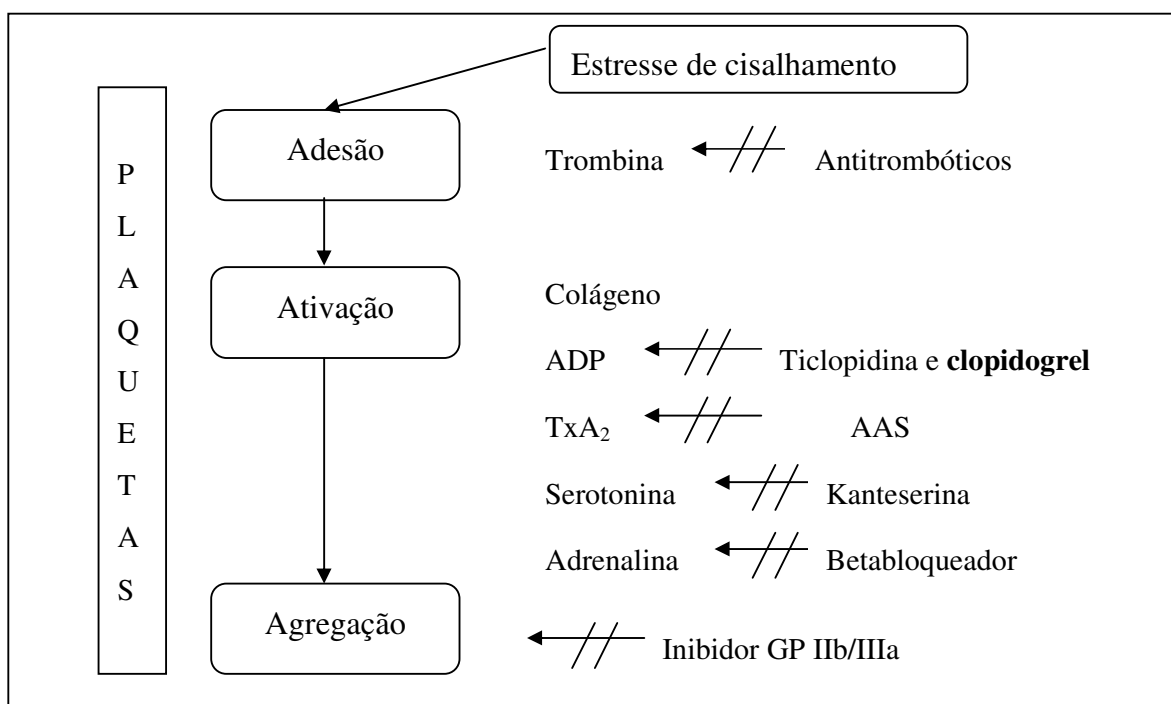 Estresse de cisalhamento
PLAQUETAS
Adesão
Trombina Antitrombóticos
Ativação
Colágeno
ADP Ticlopidina e clopidogrel
TxA₂ AAS
Serotonina Kanteserina
Adrenalina Betabloqueador
Agregação
Inibidor GP IIb/IIIa